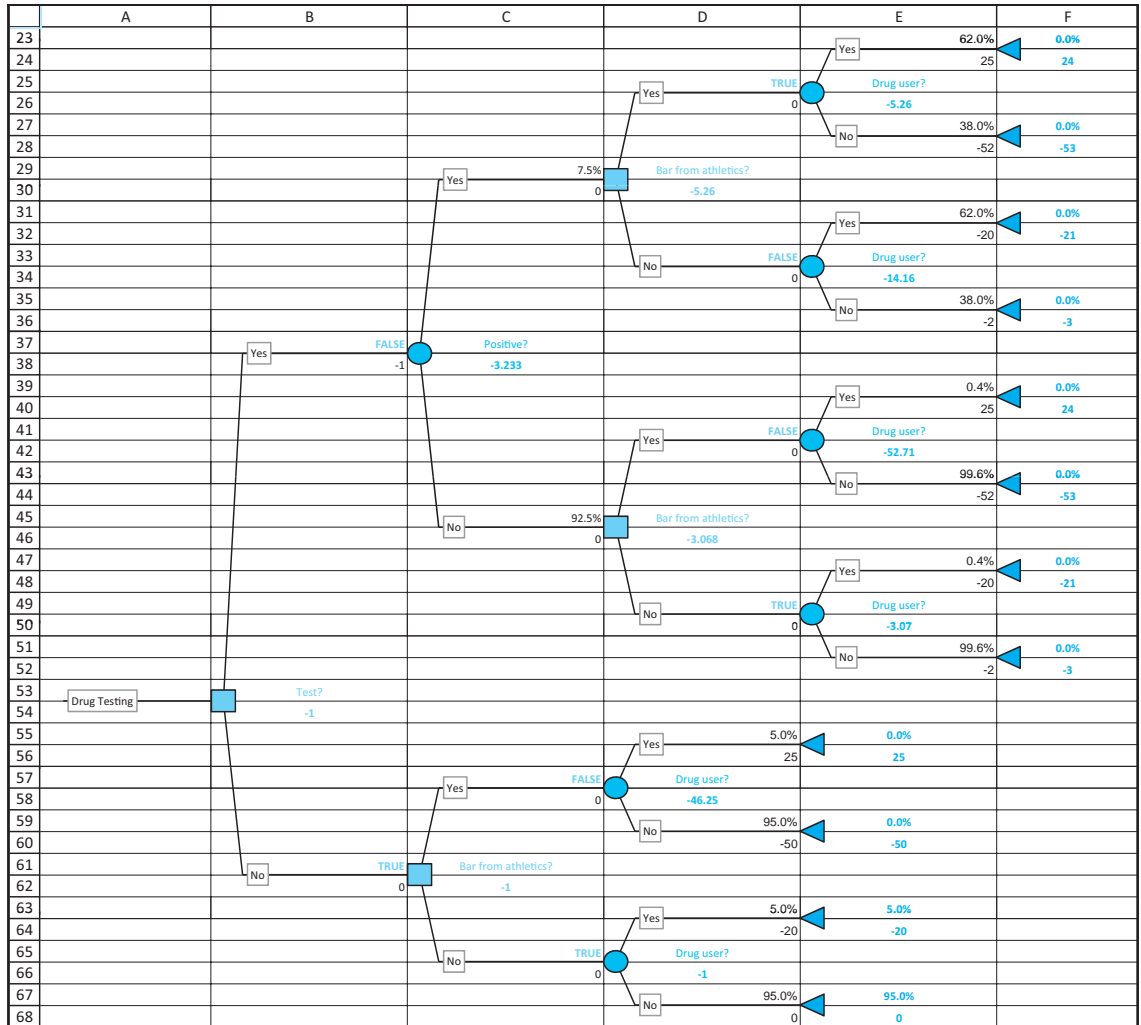 A B C D E F
23 62.0% 0.0%
Yes
24 25 24
25 TRUE Drug user?
Yes
26 0 -5.26
27 38.0% 0.0%
No
28 -52 -53
29 7.5% Bar from athletics?
Yes
30 0 -5.26
31 62.0% 0.0%
Yes
32 -20 -21
33 FALSE Drug user?
No
34 0 -14.16
35 38.0% 0.0%
No
36 -2 -3
37 FALSE Positive?
Yes
38 -1 -3.233
39 0.4% 0.0%
Yes
40 25 24
41 FALSE Drug user?
Yes
42 0 -52.71
43 99.6% 0.0%
No
44 -52 -53
45 92.5% Bar from athletics?
No
46 0 -3.068
47 0.4% 0.0%
Yes
48 -20 -21
49 TRUE Drug user?
No
50 0 -3.07
51 99.6% 0.0%
No
52 -2 -3
53 Test?
Drug Testing
54 -1
55 5.0% 0.0%
Yes
56 25 25
57 FALSE Drug user?
Yes
58 0 -46.25
59 95.0% 0.0%
No
60 -50 -50
61 TRUE Bar from athletics?
No
62 0 -1
63 5.0% 5.0%
Yes
64 -20 -20
65 TRUE Drug user?
No
66 0 -1
67 95.0% 95.0%
No
68 0 0